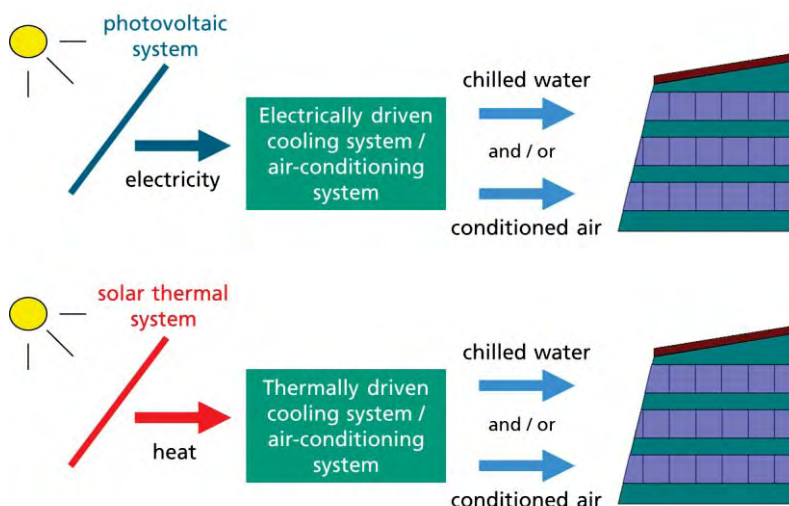 photovoltaic
system
electricity
Electrically driven
cooling system /
air-conditioning
system
chilled water
and / or
conditioned air
solar thermal
system
heat
Thermally driven
cooling system /
air-conditioning
system
chilled water
and / or
conditioned air